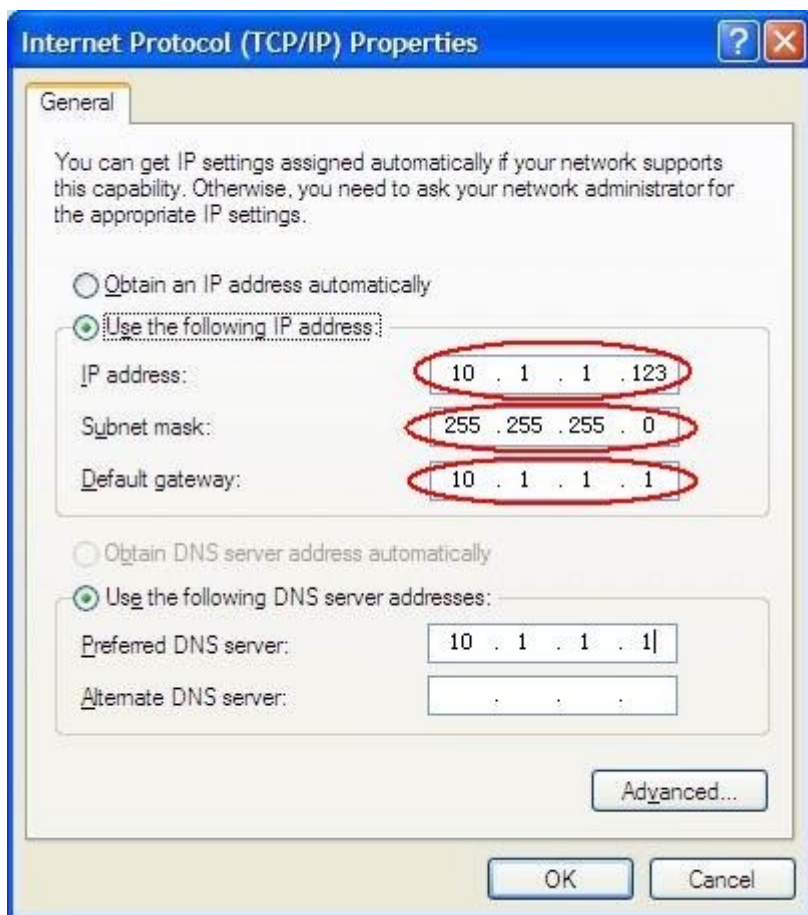 Internet Protocol (TCP/IP) Properties
General
You can get IP settings assigned automatically if your network supports
this capability. Otherwise, you need to ask your network administrator for
the appropriate IP settings.
Obtain an IP address automatically
Use the following IP address:
IP address: 10 . 1 . 1 .123
Subnet mask: 255 .255 .255 . 0
Default gateway: 10 . 1 . 1 . 1
Obtain DNS server address automatically
Use the following DNS server addresses:
Preferred DNS server: 10 . 1 . 1 . 1
Alternate DNS server: . . .
Advanced...
OK Cancel